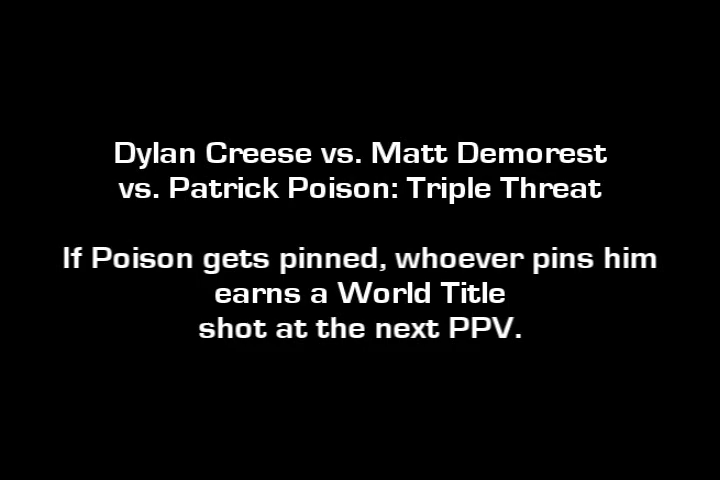 Dylan Creese vs. Matt Demorest
vs. Patrick Poison: Triple Threat
If Poison gets pinned, whoever pins him
earns a World Title
shot at the next PPV.